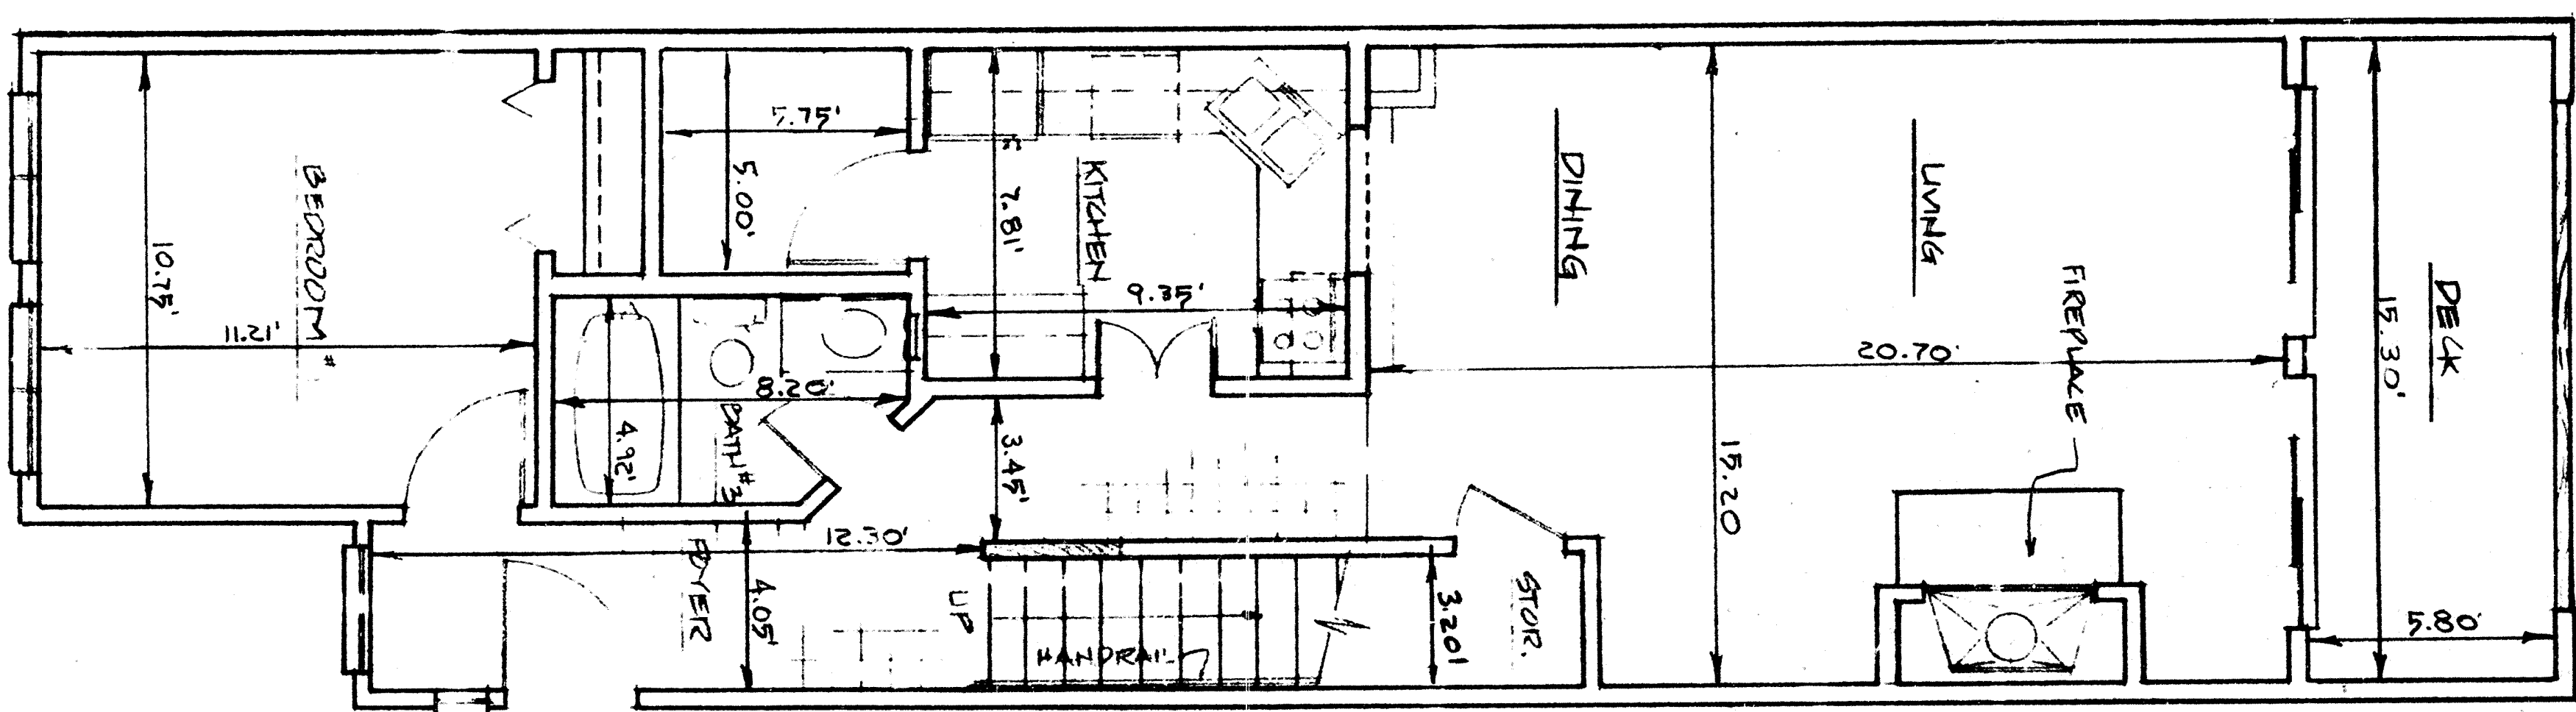 BEDROOM #
10.75'
11.21'
5.75'
5.00'
KITCHEN
7.81'
9.35'
BATH #3
8.20'
4.92'
3.45'
12.30'
FOYER
4.05'
UP
HANDRAIL
3.20'
STOR.
DINING
LIVING
15.20
20.70'
FIREPLACE
DECK
15.30'
5.80'